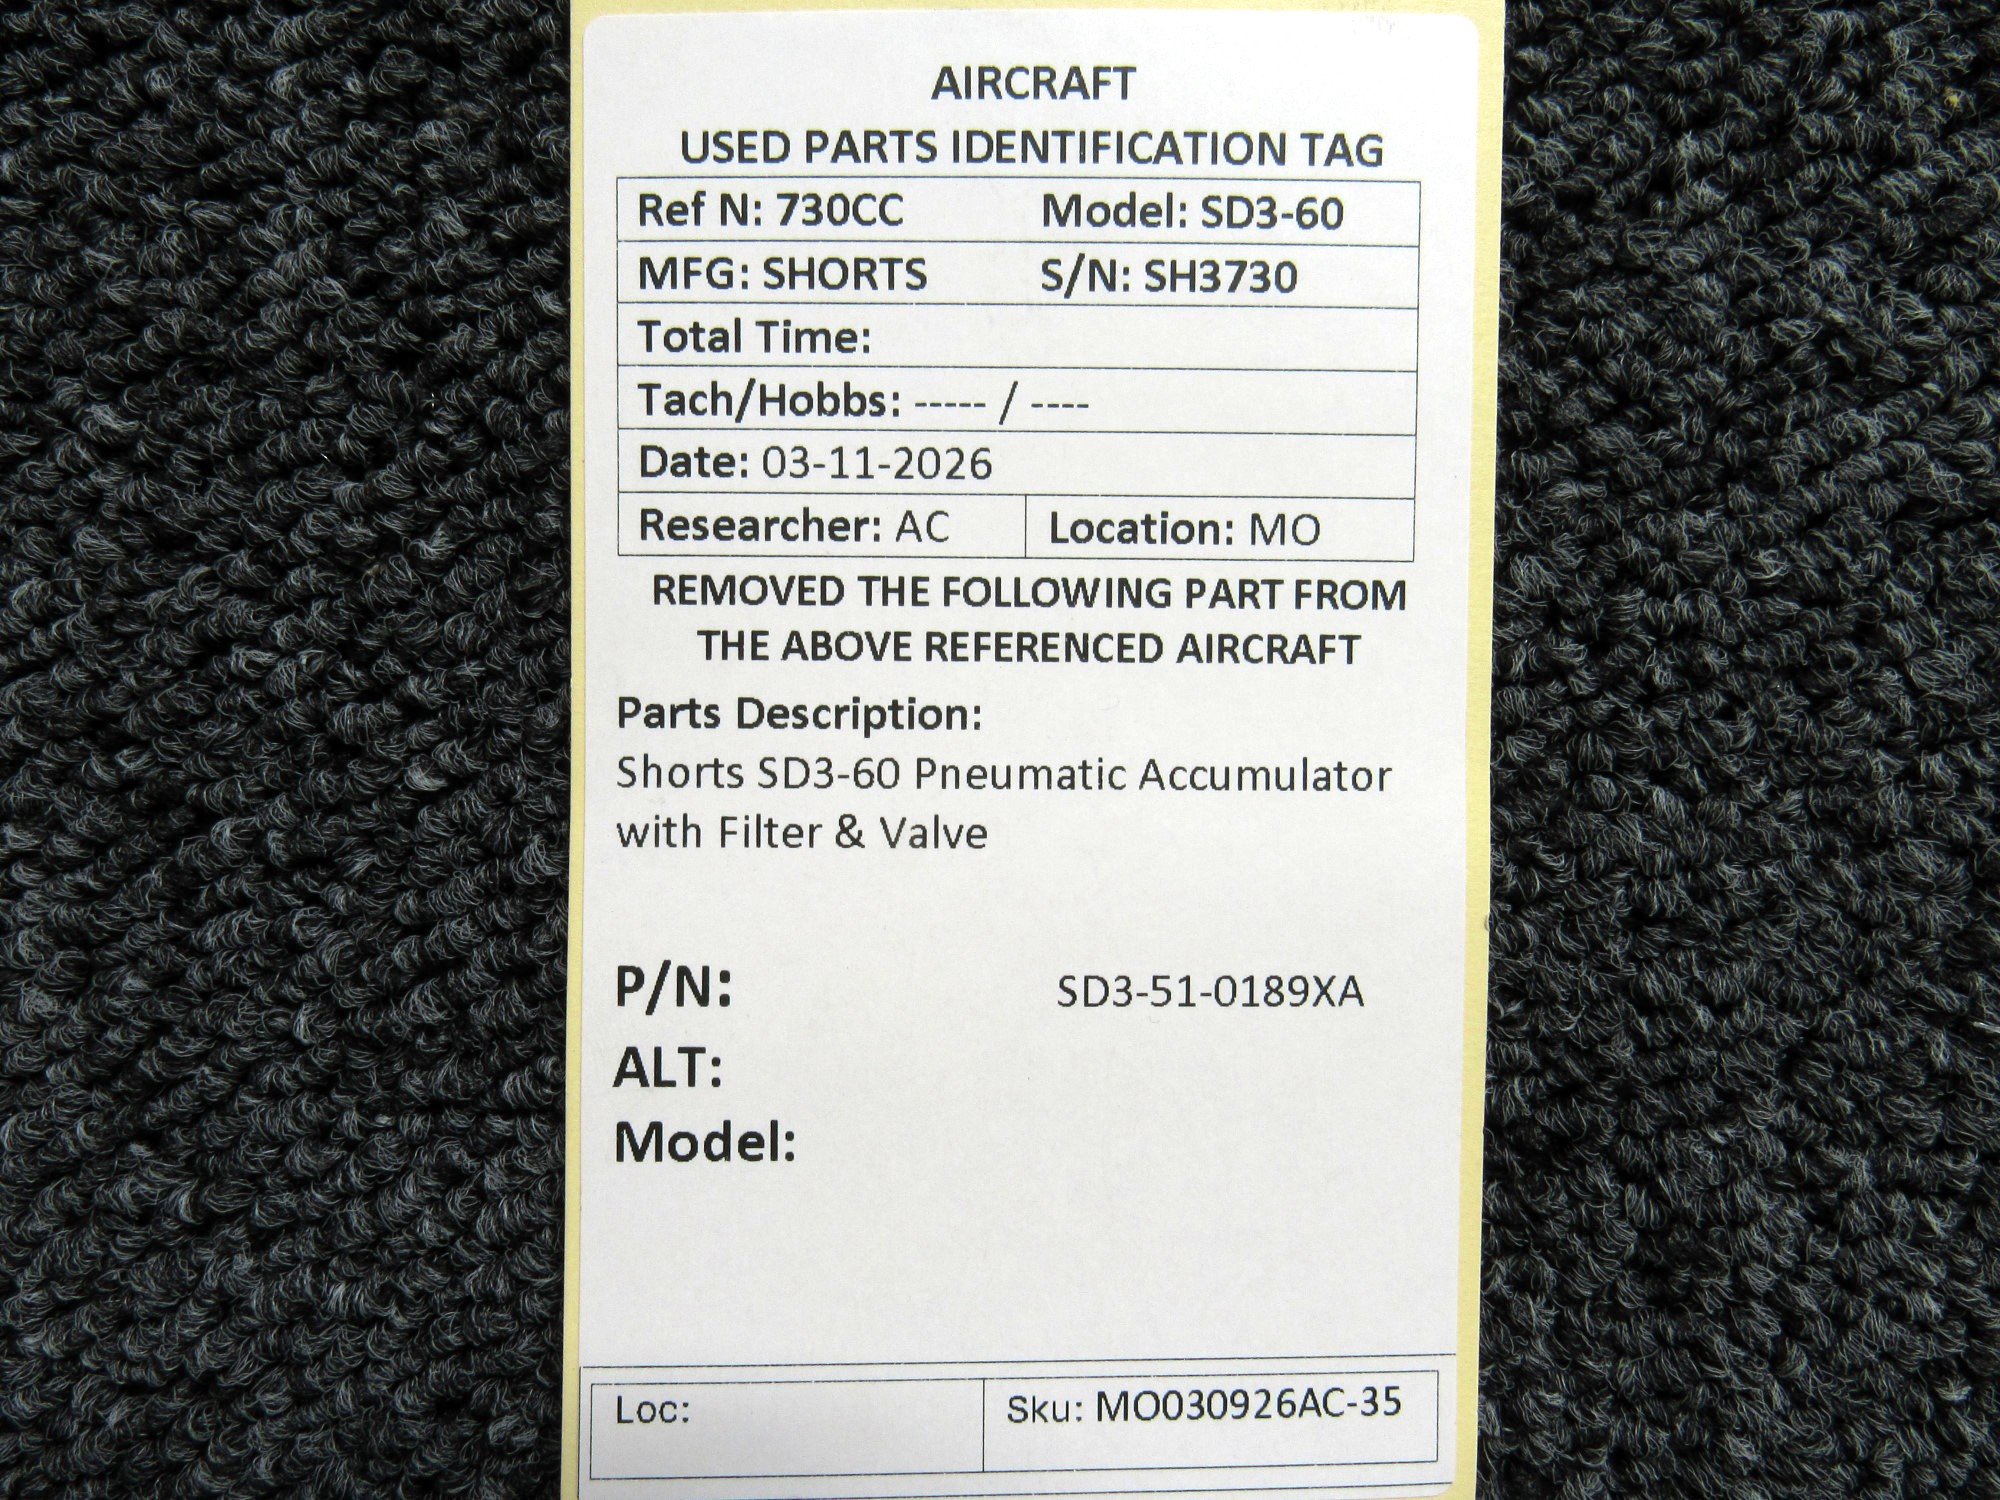 AIRCRAFT
USED PARTS IDENTIFICATION TAG
Ref N: 730CC Model: SD3-60
MFG: SHORTS S/N: SH3730
Total Time:
Tach/Hobbs: ----- / ----
Date: 03-11-2026
Researcher: AC Location: MO
REMOVED THE FOLLOWING PART FROM
THE ABOVE REFERENCED AIRCRAFT
Parts Description:
Shorts SD3-60 Pneumatic Accumulator
with Filter & Valve
P/N: SD3-51-0189XA
ALT:
Model:
Loc: Sku: MO030926AC-35